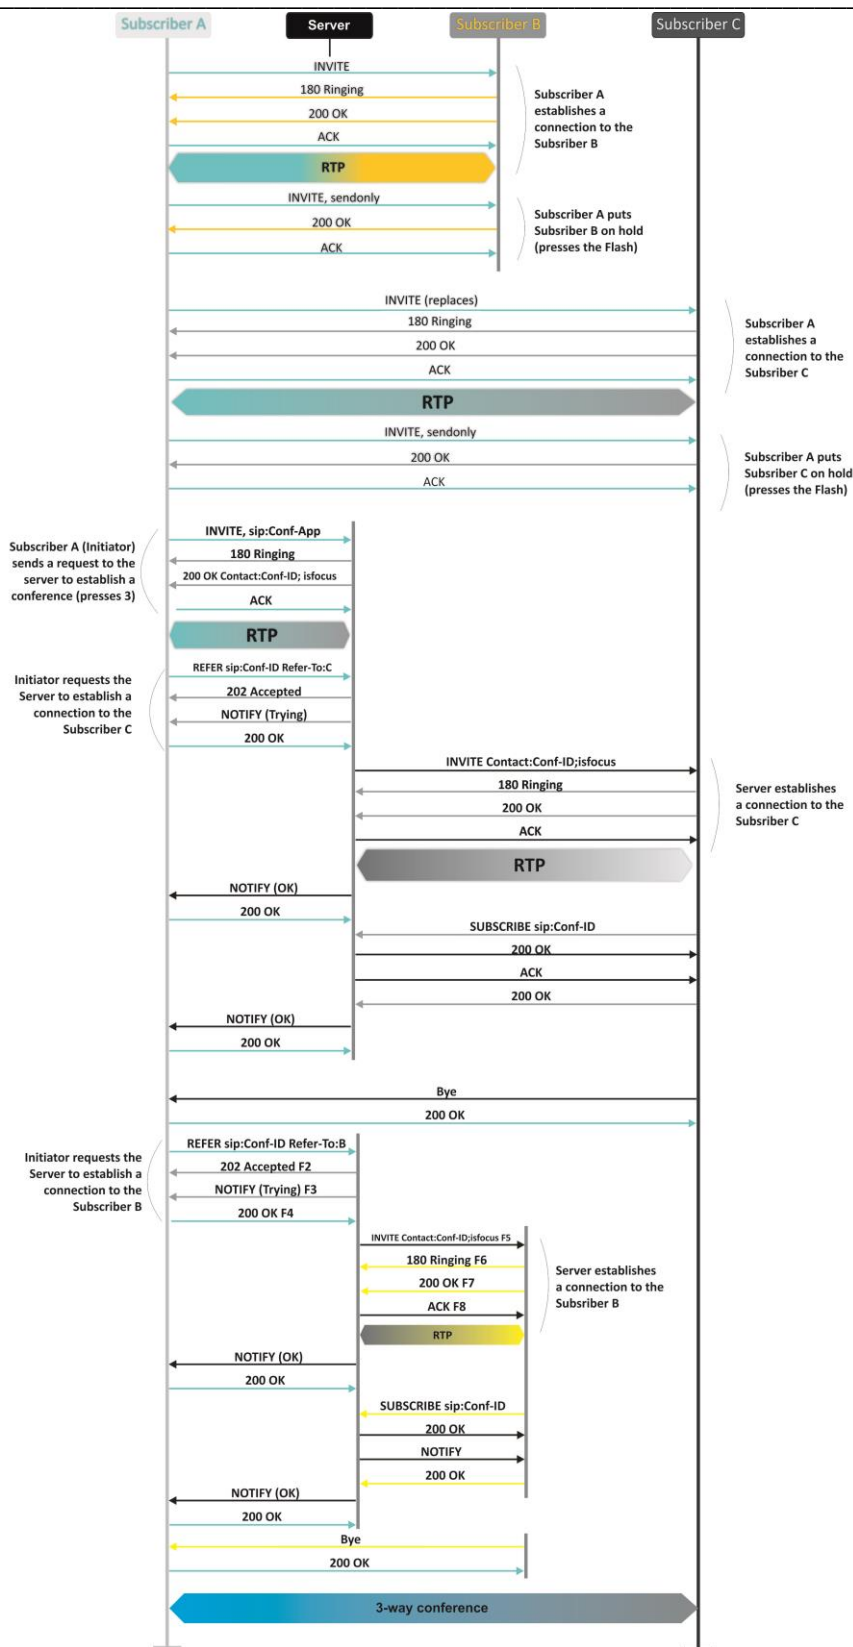 Subscriber A
Server
Subscriber B
Subscriber C
INVITE
180 Ringing
200 OK
ACK
RTP
Subscriber A
establishes a
connection to the
Subsriber B
INVITE, sendonly
200 OK
ACK
Subscriber A puts
Subsriber B on hold
(presses the Flash)
INVITE (replaces)
180 Ringing
200 OK
ACK
RTP
Subscriber A
establishes a
connection to the
Subsriber C
INVITE, sendonly
200 OK
ACK
Subscriber A puts
Subsriber C on hold
(presses the Flash)
Subscriber A (Initiator)
sends a request to the
server to establish a
conference (presses 3)
INVITE, sip:Conf-App
180 Ringing
200 OK Contact:Conf-ID; isfocus
ACK
RTP
Initiator requests the
Server to establish a
connection to the
Subscriber C
REFER sip:Conf-ID Refer-To:C
202 Accepted
NOTIFY (Trying)
200 OK
INVITE Contact:Conf-ID;isfocus
180 Ringing
200 OK
ACK
RTP
Server establishes
a connection to the
Subsriber C
NOTIFY (OK)
200 OK
SUBSCRIBE sip:Conf-ID
200 OK
ACK
200 OK
NOTIFY (OK)
200 OK
Bye
200 OK
Initiator requests the
Server to establish a
connection to the
Subscriber B
REFER sip:Conf-ID Refer-To:B
202 Accepted F2
NOTIFY (Trying) F3
200 OK F4
INVITE Contact:Conf-ID;isfocus F5
180 Ringing F6
200 OK F7
ACK F8
RTP
Server establishes
a connection to the
Subsriber B
NOTIFY (OK)
200 OK
SUBSCRIBE sip:Conf-ID
200 OK
NOTIFY
200 OK
NOTIFY (OK)
200 OK
Bye
200 OK
3-way conference